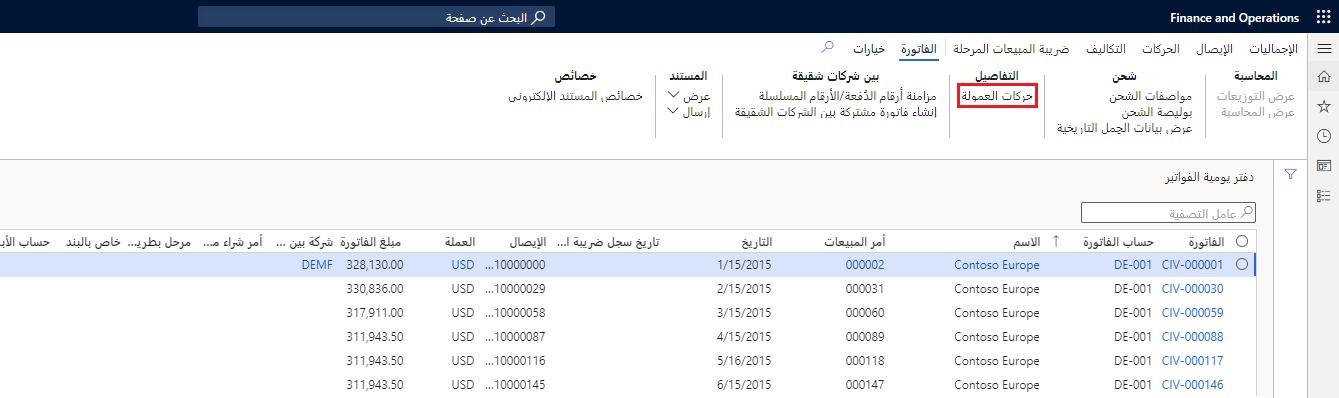 Finance and Operations البحث عن صفحة
الإجماليات الإيصال الحركات التكاليف ضريبة المبيعات المرحلة الفاتورة خيارات
المحاسبة
عرض التوزيعات
عرض المحاسبة
شحن
مواصفات الشحن
بوليصة الشحن
عرض بيانات الحِمل التاريخية
التفاصيل
حركات العمولة
بين شركات شقيقة
مزامنة أرقام الدُفعة/الأرقام المسلسلة
إنشاء فاتورة مشتركة بين الشركات الشقيقة
المستند
عرض
إرسال
خصائص
خصائص المستند الإلكتروني
دفتر يومية الفواتير
عامل التصفية
الفاتورة حساب الفاتورة الاسم أمر المبيعات التاريخ تاريخ سجل ضريبة ا... الإيصال العملة مبلغ الفاتورة شركة بين ... أمر شراء م... مرحل بطري... خاص بالبند حساب الأب
CIV-000001 DE-001 Contoso Europe 000002 1/15/2015 10000000... USD 328,130.00 DEMF
CIV-000030 DE-001 Contoso Europe 000031 2/15/2015 10000029... USD 330,836.00
CIV-000059 DE-001 Contoso Europe 000060 3/15/2015 10000058... USD 317,911.00
CIV-000088 DE-001 Contoso Europe 000089 4/15/2015 10000087... USD 311,943.50
CIV-000117 DE-001 Contoso Europe 000118 5/16/2015 10000116... USD 311,943.50
CIV-000146 DE-001 Contoso Europe 000147 6/15/2015 10000145... USD 311,943.50